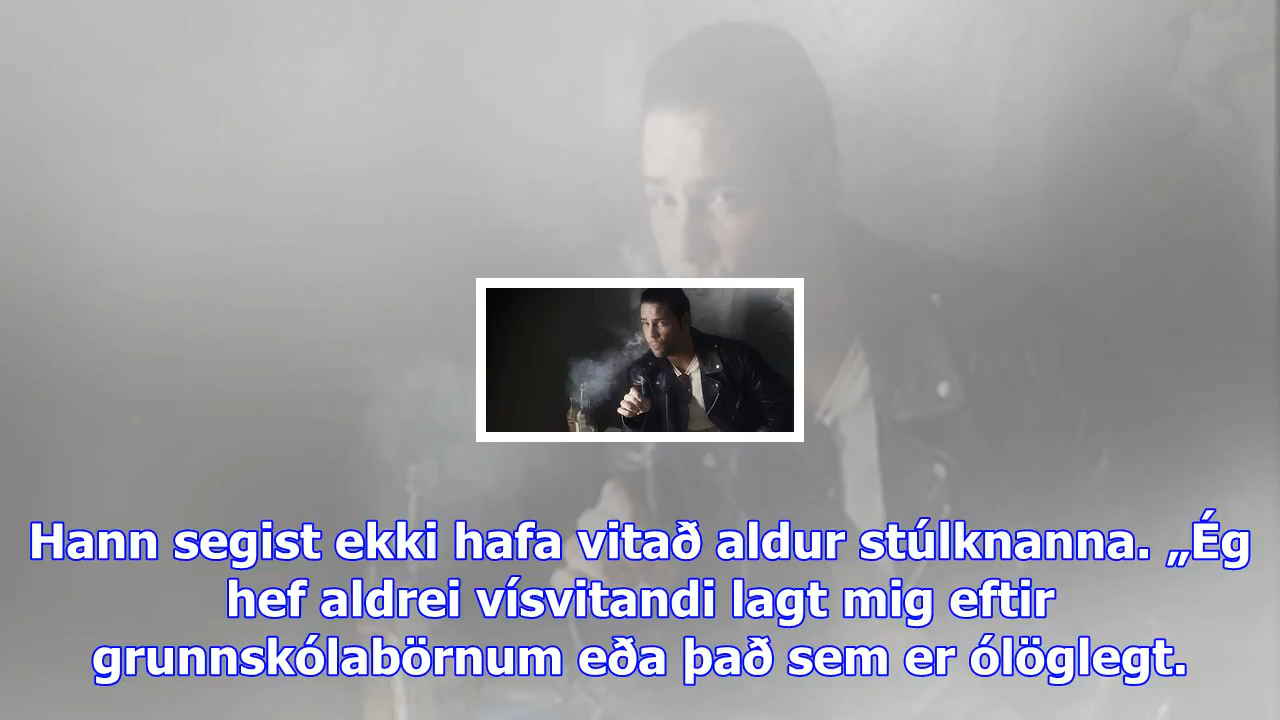 Hann segist ekki hafa vitað aldur stúlknanna. „Ég
hef aldrei vísvitandi lagt mig eftir
grunnskólabörnum eða það sem er ólöglegt.